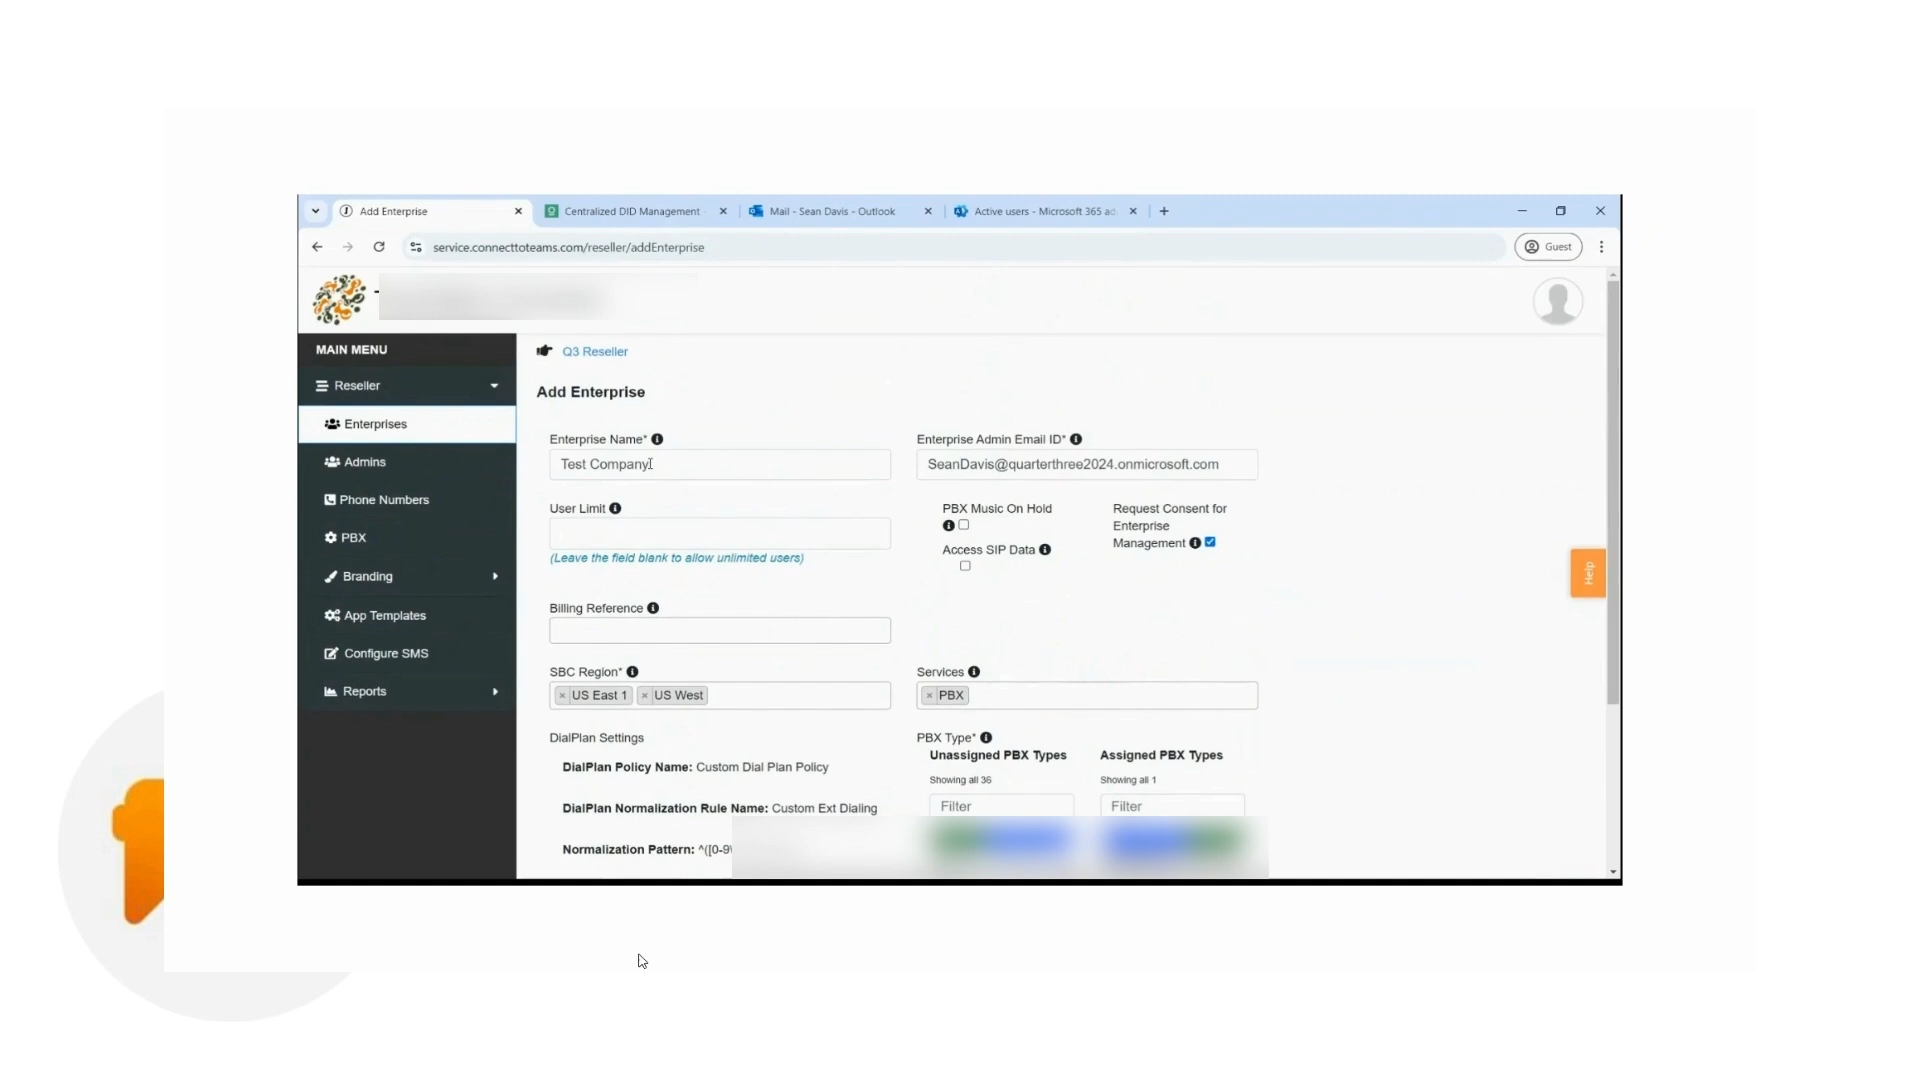 Add Enterprise
Centralized DID Management
Mail - Sean Davis - Outlook
Active users - Microsoft 365 ad
service.connecttoteams.com/reseller/addEnterprise
Guest
MAIN MENU
Reseller
Enterprises
Admins
Phone Numbers
PBX
Branding
App Templates
Configure SMS
Reports
Q3 Reseller
Add Enterprise
Enterprise Name*
Test Company
Enterprise Admin Email ID*
SeanDavis@quarterthree2024.onmicrosoft.com
User Limit
(Leave the field blank to allow unlimited users)
PBX Music On Hold
Access SIP Data
Request Consent for
Enterprise
Management
Billing Reference
SBC Region*
× US East 1 × US West
Services
× PBX
DialPlan Settings
DialPlan Policy Name: Custom Dial Plan Policy
DialPlan Normalization Rule Name: Custom Ext Dialing
Normalization Pattern: ^([0-9
PBX Type*
Unassigned PBX Types
Showing all 36
Filter
Assigned PBX Types
Showing all 1
Filter
Help